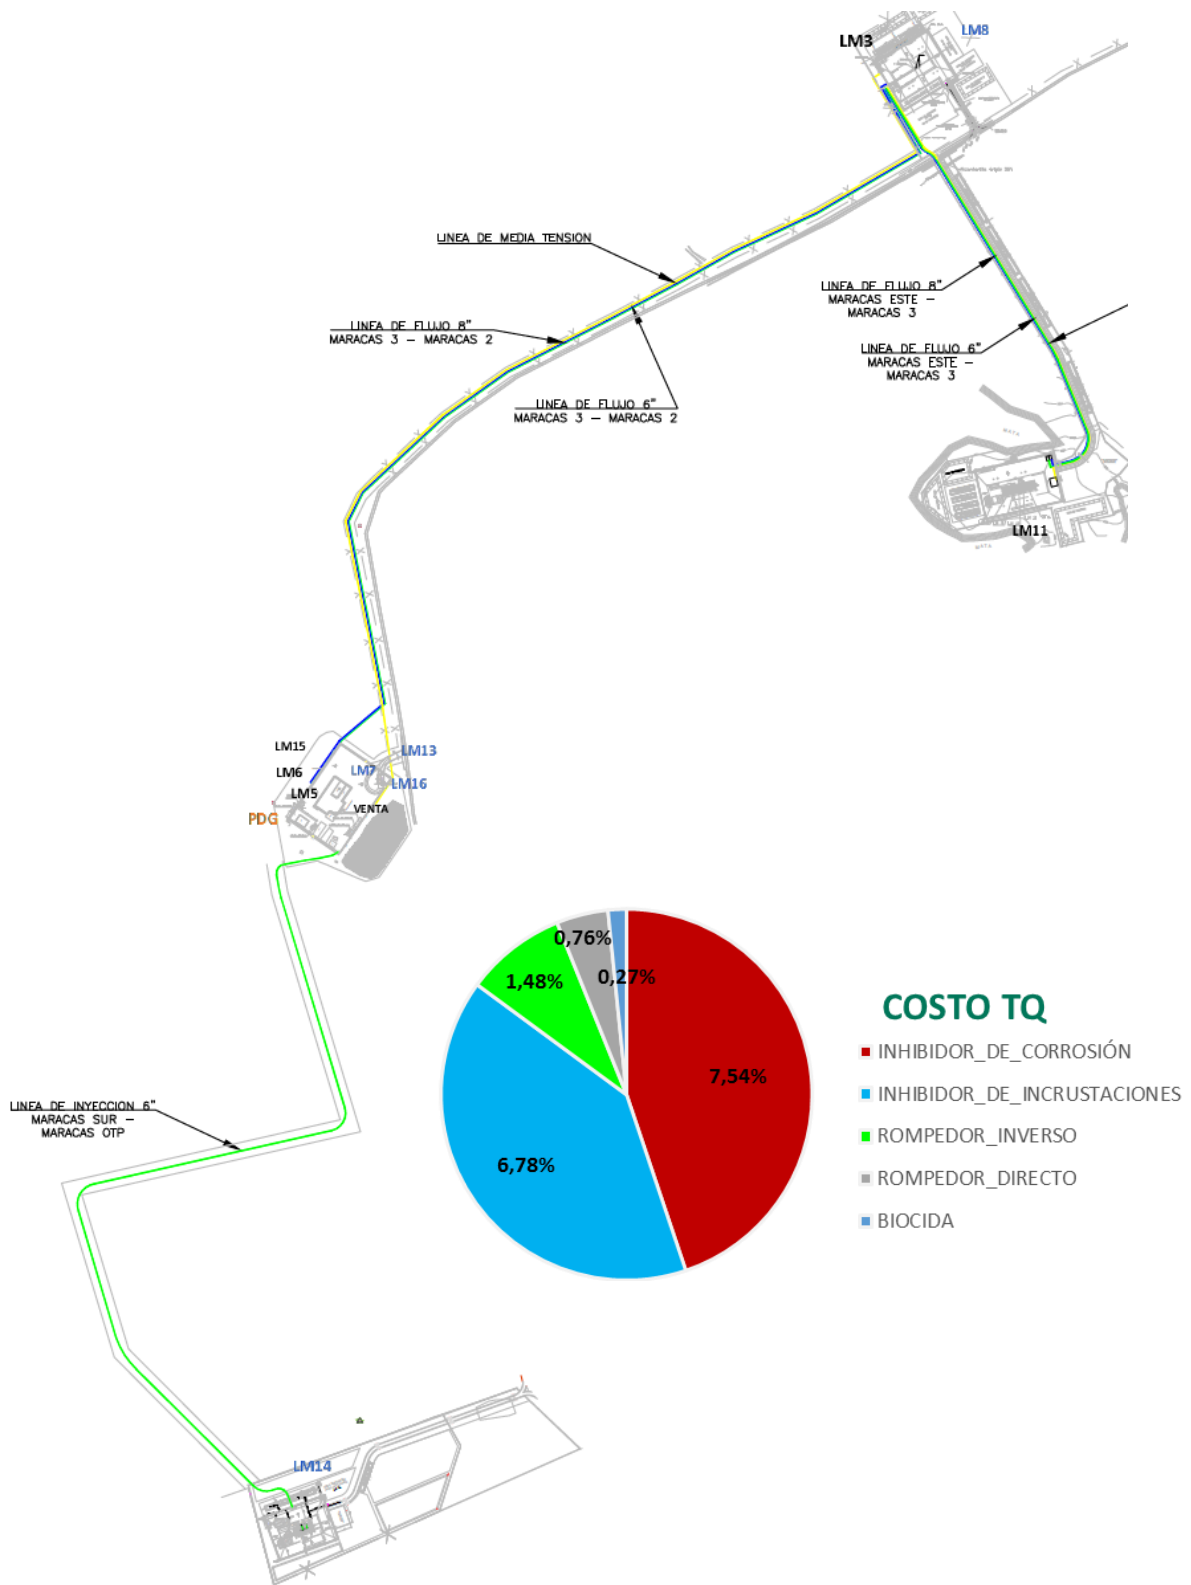 LM3
LM8
LINEA DE MEDIA TENSION
LINEA DE FLUJO 8"
MARACAS ESTE -
MARACAS 3
LINEA DE FLUJO 8"
MARACAS 3 - MARACAS 2
LINEA DE FLUJO 6"
MARACAS ESTE -
MARACAS 3
LINEA DE FLUJO 6"
MARACAS 3 - MARACAS 2
MATA
LM11
MATA
LM15
LM13
LM6
LM7
LM16
LM5
VENTA
PDG
0,76%
1,48%
0,27%
COSTO TQ
INHIBIDOR_DE_CORROSIÓN
7,54%
INHIBIDOR_DE_INCRUSTACIONES
LINEA DE INYECCION 6"
MARACAS SUR -
MARACAS OTP
ROMPEDOR_INVERSO
6,78%
ROMPEDOR_DIRECTO
BIOCIDA
LM14